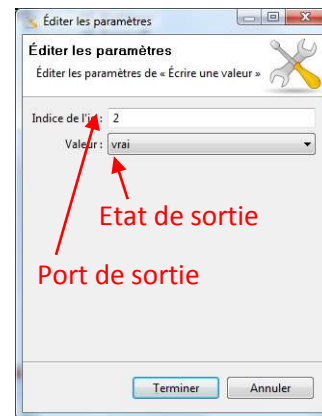 Éditer les paramètres
Éditer les paramètres
Éditer les paramètres de « Écrire une valeur »
Indice de l'i : 2
Valeur : vrai
Etat de sortie
Port de sortie
Terminer Annuler